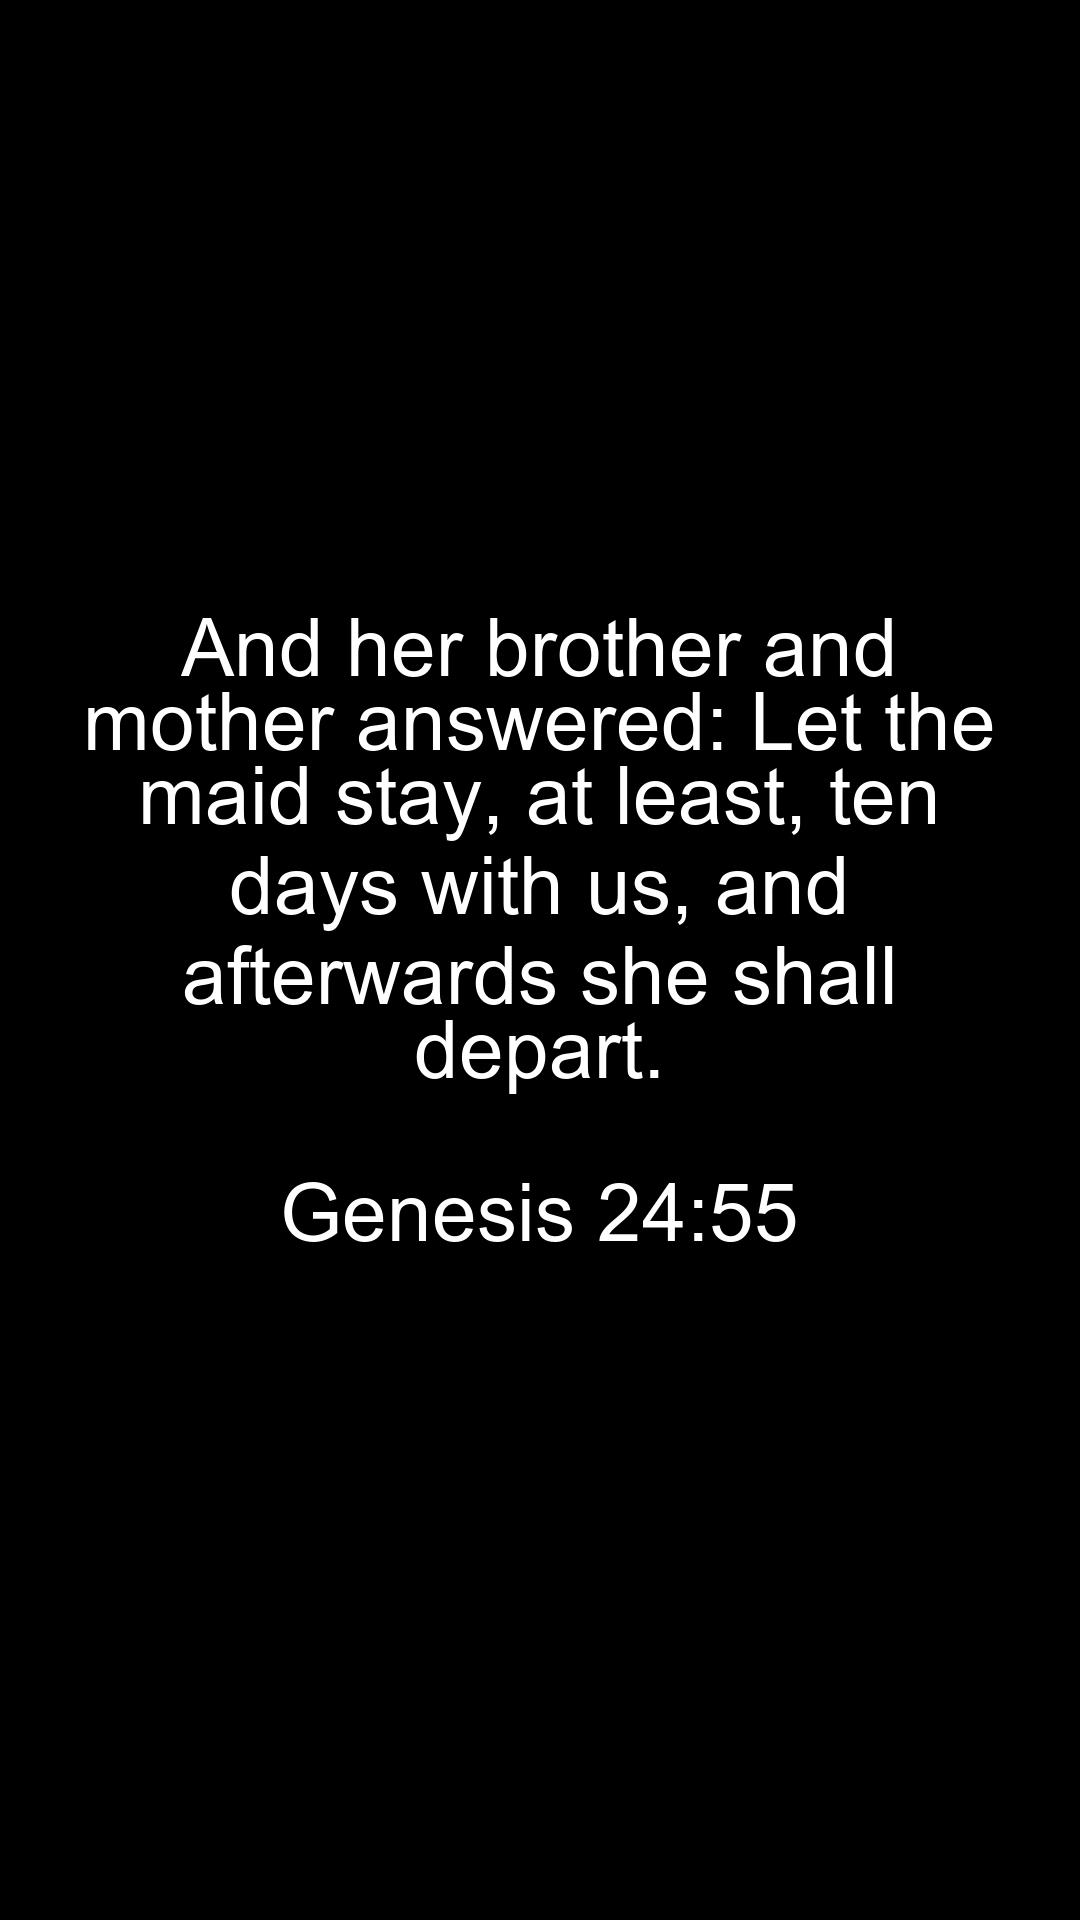 And her brother and
mother answered: Let the
maid stay, at least, ten
days with us, and
afterwards she shall
depart.
Genesis 24:55